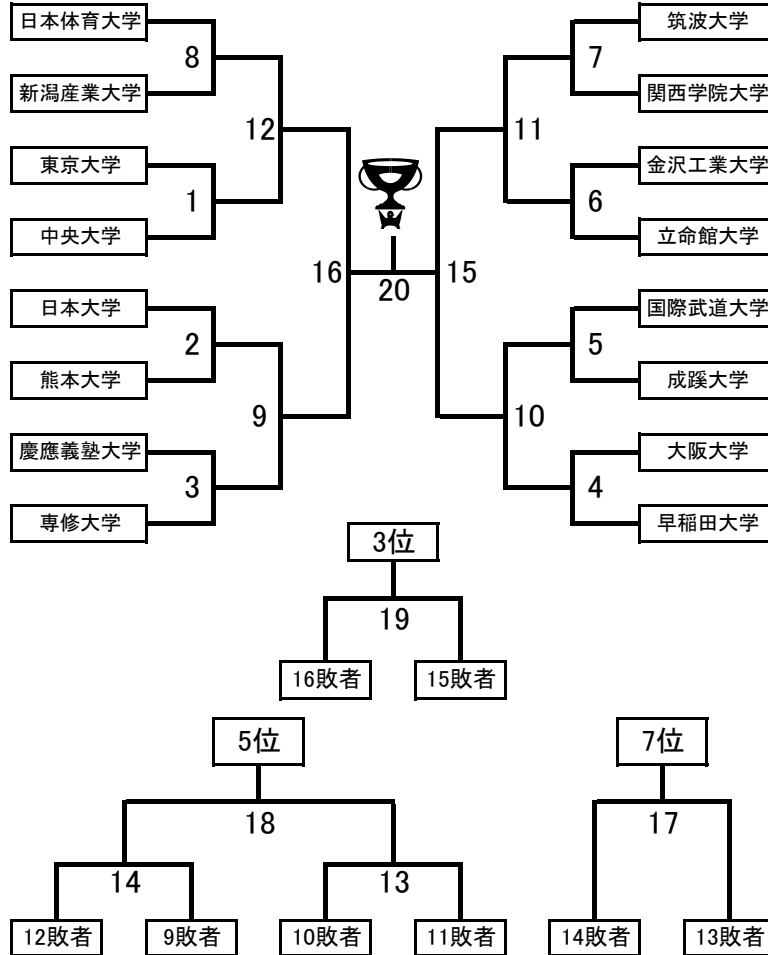 日本体育大学
筑波大学
8
7
新潟産業大学
関西学院大学
12
11
東京大学
金沢工業大学
1
6
中央大学
立命館大学
16
15
20
日本大学
国際武道大学
2
5
熊本大学
成蹊大学
9
10
慶應義塾大学
大阪大学
3
4
専修大学
早稲田大学
3位
19
16敗者
15敗者
5位
7位
18
17
14
13
12敗者
9敗者
10敗者
11敗者
14敗者
13敗者